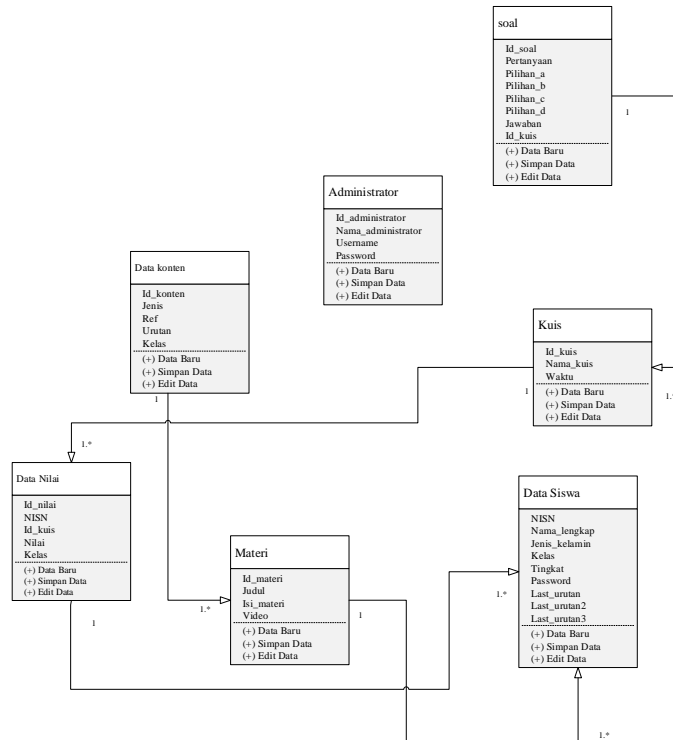 soal
Id_soal
Pertanyaan
Pilihan_a
Pilihan_b
Pilihan_c
Pilihan_d
Jawaban
Id_kuis
(+) Data Baru
(+) Simpan Data
(+) Edit Data
1
Administrator
Id_administrator
Nama_administrator
Username
Password
(+) Data Baru
(+) Simpan Data
(+) Edit Data
Data konten
Id_konten
Jenis
Ref
Urutan
Kelas
(+) Data Baru
(+) Simpan Data
(+) Edit Data
1
Kuis
Id_kuis
Nama_kuis
Waktu
(+) Data Baru
(+) Simpan Data
(+) Edit Data
1
1.*
1.*
Data Nilai
Id_nilai
NISN
Id_kuis
Nilai
Kelas
(+) Data Baru
(+) Simpan Data
(+) Edit Data
1
Materi
Id_materi
Judul
Isi_materi
Video
(+) Data Baru
(+) Simpan Data
(+) Edit Data
1.*
1
Data Siswa
NISN
Nama_lengkap
Jenis_kelamin
Kelas
Tingkat
Password
Last_urutan
Last_urutan2
Last_urutan3
(+) Data Baru
(+) Simpan Data
(+) Edit Data
1.*
1.*